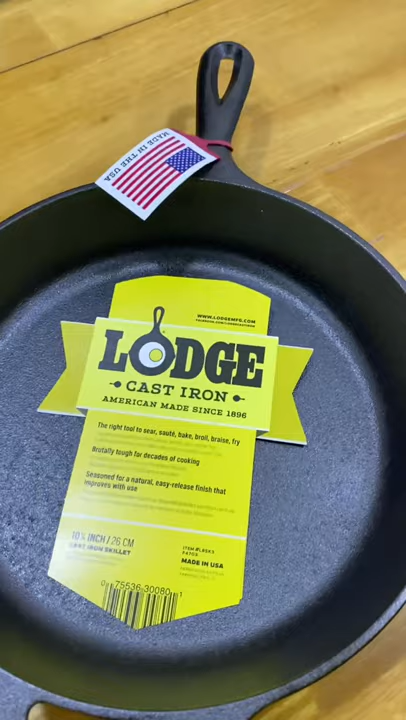 MADE IN THE USA
WWW.LODGEMFG.COM
LODGE
CAST IRON
AMERICAN MADE SINCE 1896
The right tool to sear, sauté, bake, broil, braise, fry
Brutally tough for decades of cooking
Seasoned for a natural, easy-release finish that
improves with use
10¼ INCH / 26 CM
CAST IRON SKILLET
MADE IN USA
0 75536-30080 1